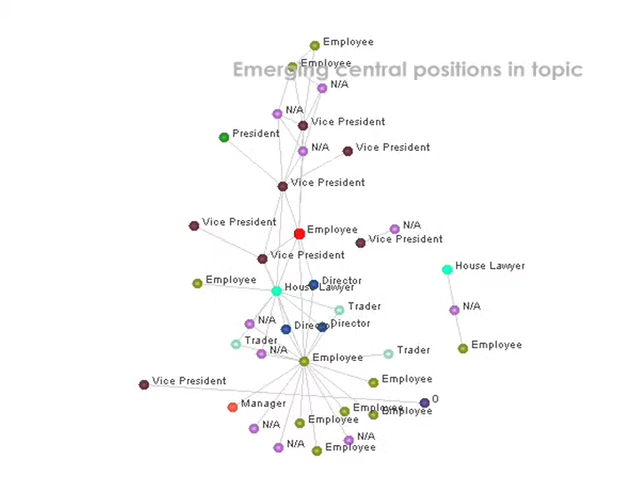 Employee
Employee
Emerging central positions in topic
N/A
N/A
Vice President
President
N/A
Vice President
Vice President
Vice President
N/A
Employee
Vice President
Vice President
House Lawyer
Employee
Director
House Lawyer
Trader
N/A
N/A
Director
Director
Trader
Employee
N/A
Trader
Employee
Vice President
Employee
0
Manager
Employee
Employee
N/A
Employee
N/A
N/A
Employee